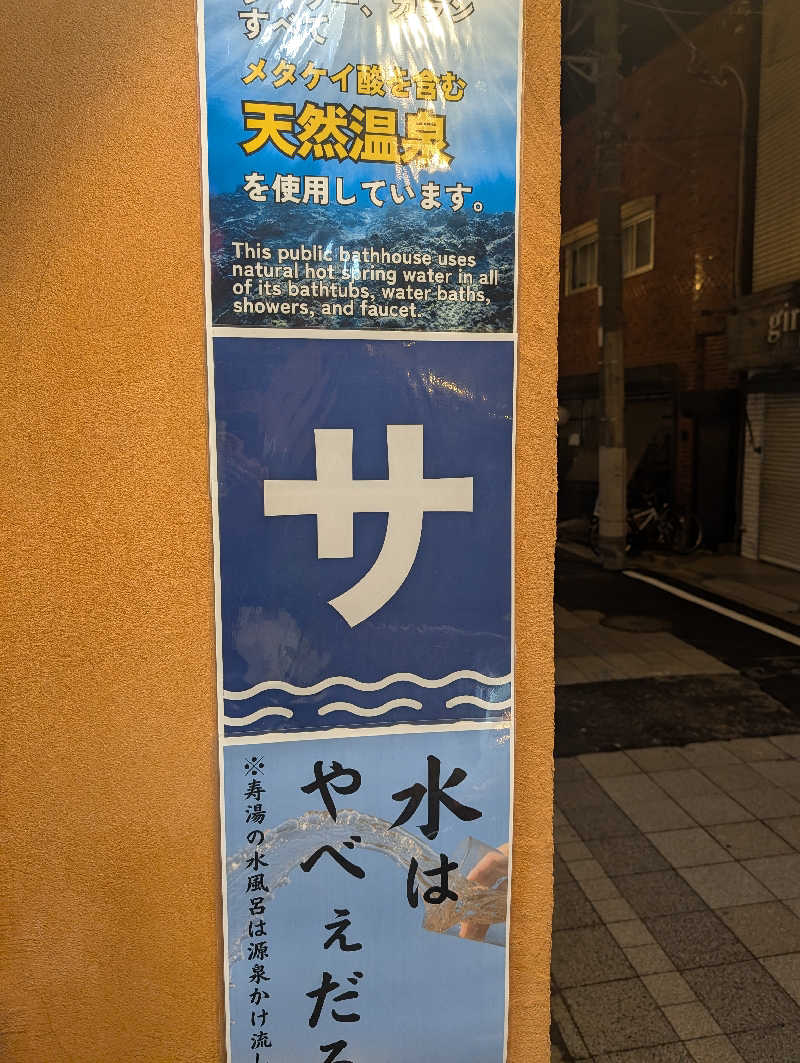 すべて
メタケイ酸を含む
天然温泉
を使用しています。
This public bathhouse uses
natural hot spring water in all
of its bathtubs, water baths,
showers, and faucet.
サ
水は
やべぇだろ
※寿湯の水風呂は源泉かけ流し